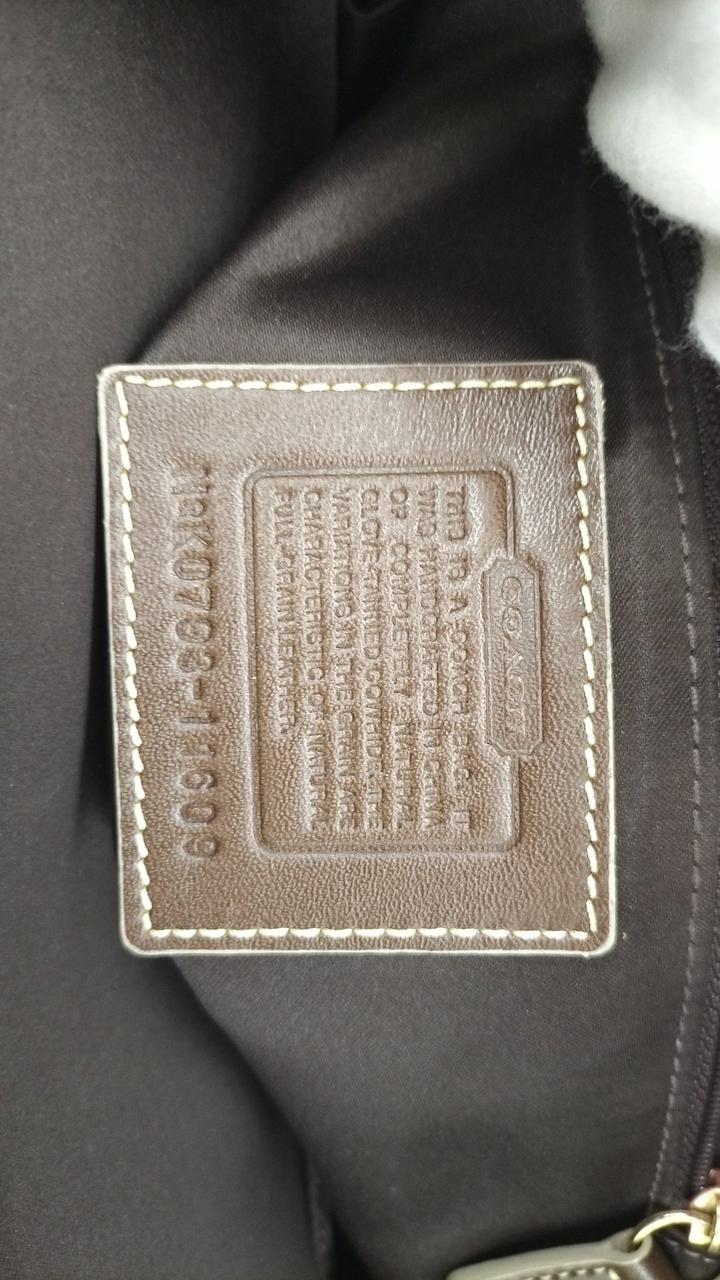 COACH
THIS IS A COACH BAG. IT
WAS HANDCRAFTED IN CHINA
OF COMPLETELY NATURAL
GLOVE-TANNED COWHIDE. THE
VARIATIONS IN THE GRAIN ARE
CHARACTERISTIC OF NATURAL
FULL-GRAIN LEATHER.
-11609